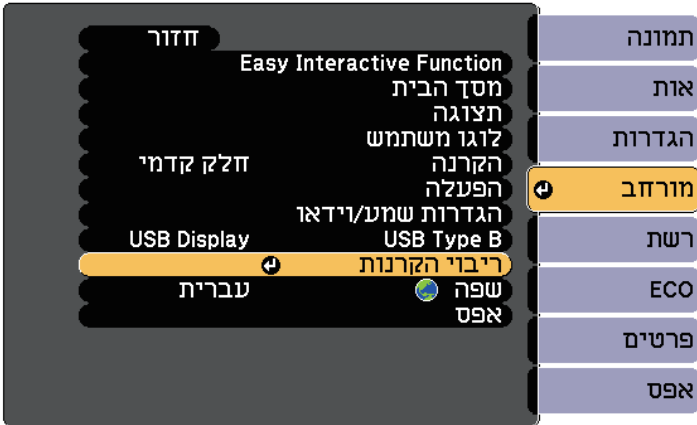 תמונה
אות
הגדרות
מורחב
רשת
ECO
פרטים
אפס
חזור
Easy Interactive Function
מסך הבית
תצוגה
לוגו משתמש
הקרנה חלק קדמי
הפעלה
הגדרות שמע/וידאו
USB Type B USB Display
ריבוי הקרנות
שפה עברית
אפס